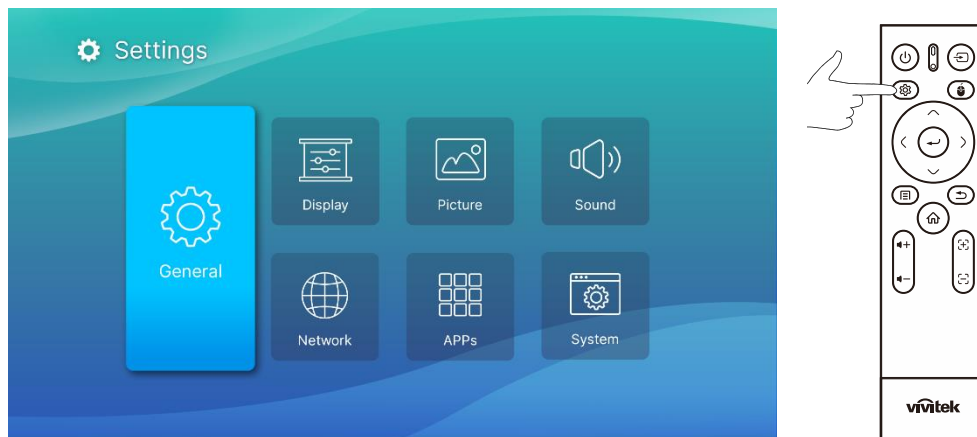 Settings
General
Display
Picture
Sound
Network
APPs
System
vivitek